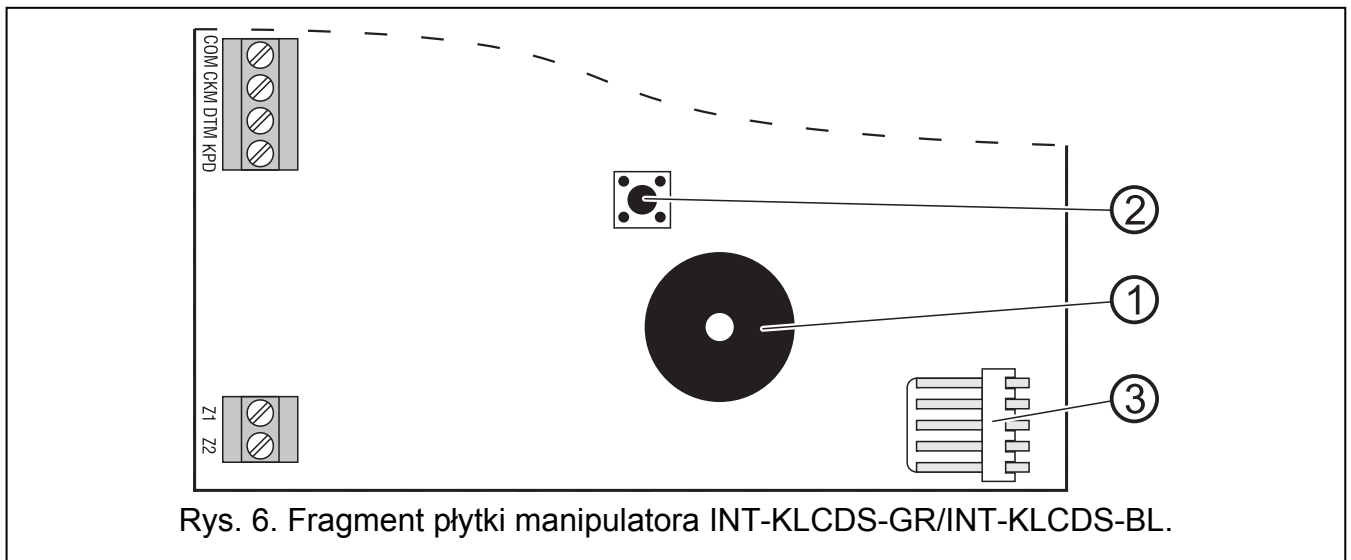 COM CKM DTM KPD
2
1
3
Z1 Z2
Rys. 6. Fragment płytki manipulatora INT-KLCDS-GR/INT-KLCDS-BL.